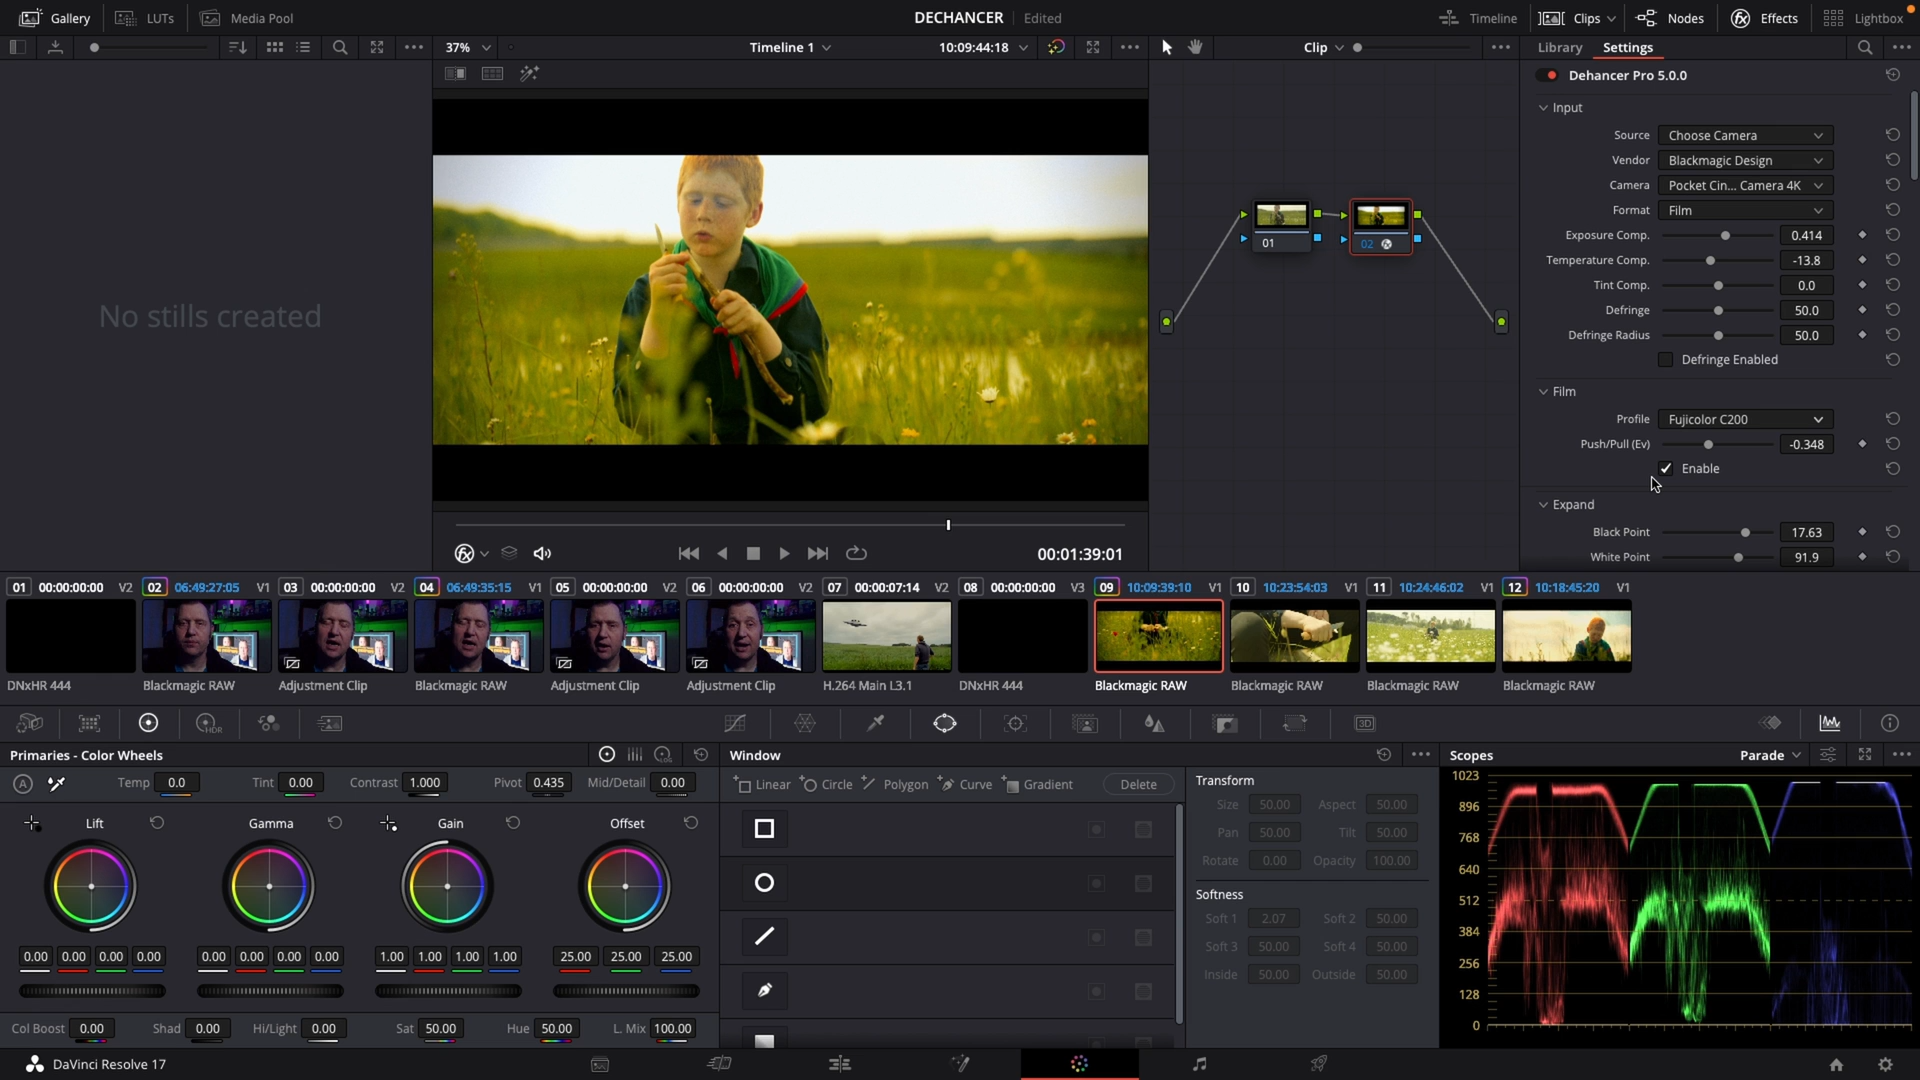 Gallery LUTs Media Pool DECHANCER Edited Timeline Clips Nodes Effects Lightbox
37% Timeline 1 10:09:44:18 Clip Library Settings
Dehancer Pro 5.0.0
Input
Source Choose Camera
Vendor Blackmagic Design
Camera Pocket Cin... Camera 4K
Format Film
Exposure Comp. 0.414
Temperature Comp. -13.8
Tint Comp. 0.0
Defringe 50.0
Defringe Radius 50.0
Defringe Enabled
Film
Profile Fujicolor C200
Push/Pull (Ev) -0.348
Enable
Expand
Black Point 17.63
White Point 91.9
No stills created
01
02
00:01:39:01
01 00:00:00:00 V2 02 06:49:27:05 V1 03 00:00:00:00 V2 04 06:49:35:15 V1 05 00:00:00:00 V2 06 00:00:00:00 V2 07 00:00:07:14 V2 08 00:00:00:00 V3 09 10:09:39:10 V1 10 10:23:54:03 V1 11 10:24:46:02 V1 12 10:18:45:20 V1
DNxHR 444 Blackmagic RAW Adjustment Clip Blackmagic RAW Adjustment Clip Adjustment Clip H.264 Main L3.1 DNxHR 444 Blackmagic RAW Blackmagic RAW Blackmagic RAW Blackmagic RAW
HDR
3D
Primaries - Color Wheels
LOG
A Temp 0.0 Tint 0.00 Contrast 1.000 Pivot 0.435 Mid/Detail 0.00
Lift Gamma Gain Offset
0.00 0.00 0.00 0.00 0.00 0.00 0.00 0.00 1.00 1.00 1.00 1.00 25.00 25.00 25.00
Col Boost 0.00 Shad 0.00 Hi/Light 0.00 Sat 50.00 Hue 50.00 L. Mix 100.00
Window
Linear Circle Polygon Curve Gradient Delete
Transform
Size 50.00 Aspect 50.00
Pan 50.00 Tilt 50.00
Rotate 0.00 Opacity 100.00
Softness
Soft 1 2.07 Soft 2 50.00
Soft 3 50.00 Soft 4 50.00
Inside 50.00 Outside 50.00
Scopes Parade
1023
896
768
640
512
384
256
128
0
DaVinci Resolve 17